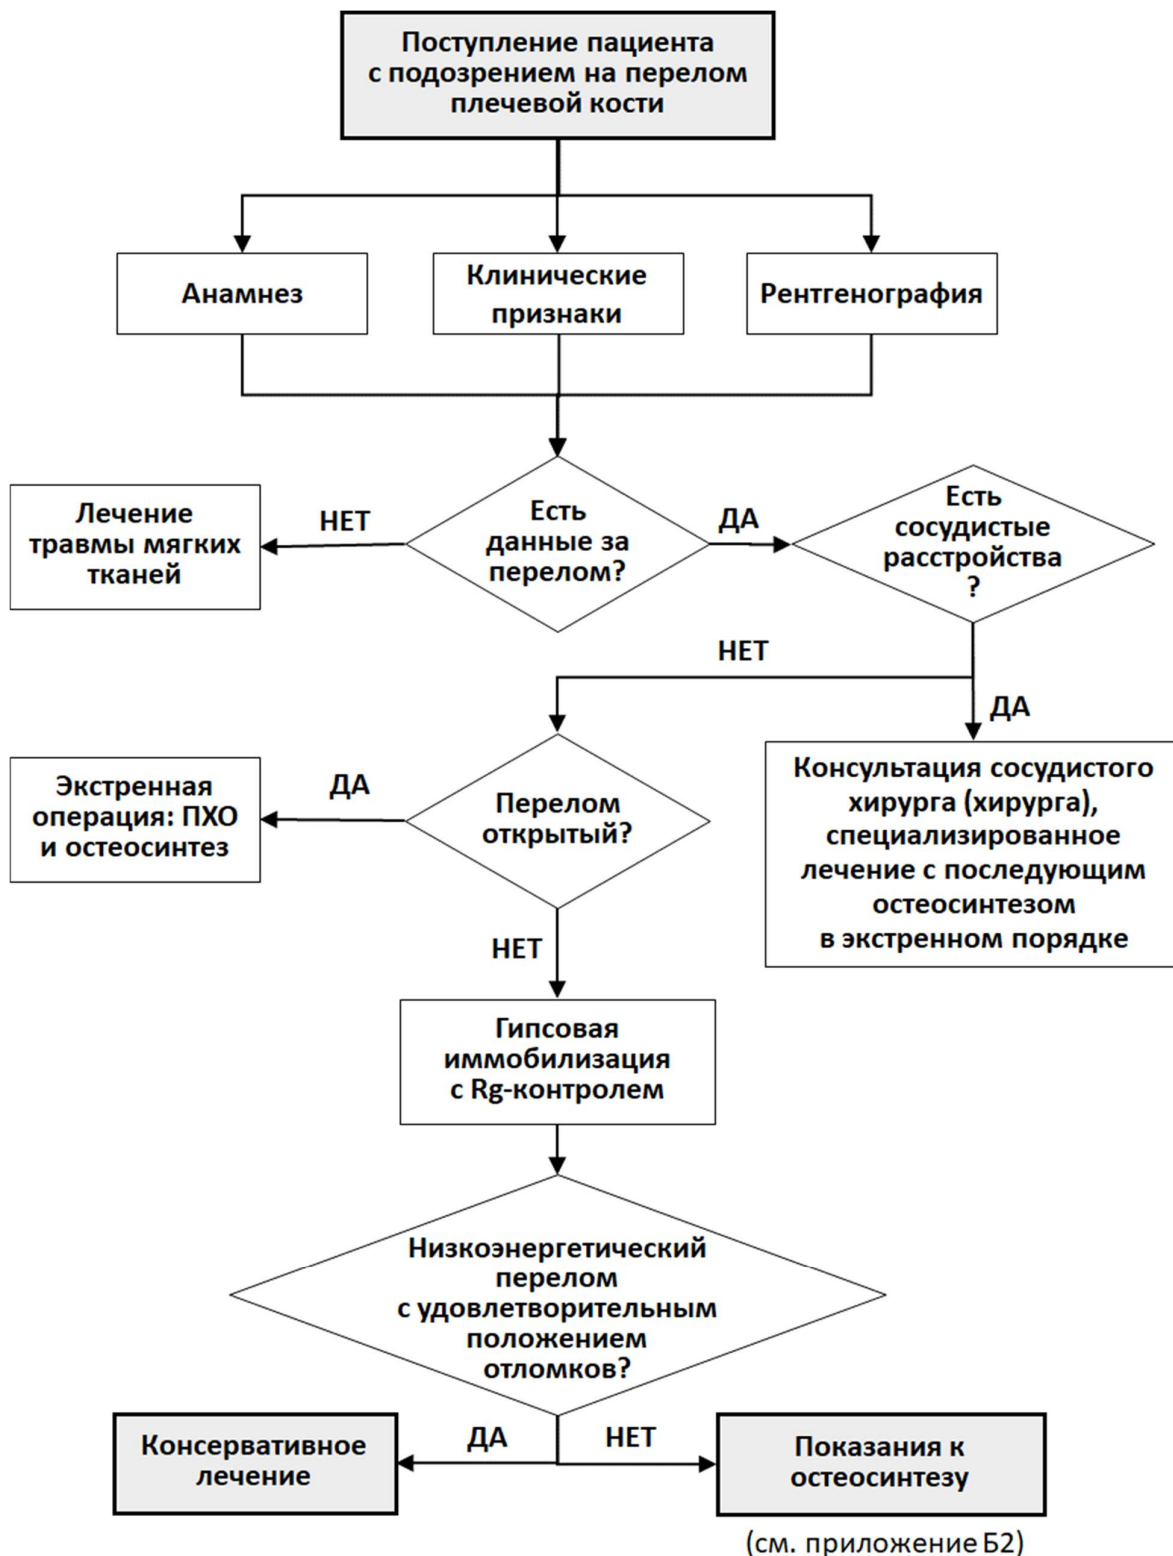 Поступление пациента
с подозрением на перелом
плечевой кости
Анамнез
Клинические
признаки
Рентгенография
Лечение
травмы мягких
тканей
НЕТ
Есть
данные за
перелом?
ДА
Есть
сосудистые
расстройства
?
НЕТ
ДА
Экстренная
операция: ПХО
и остеосинтез
ДА
Перелом
открытый?
Консультация сосудистого
хирурга (хирурга),
специализированное
лечение с последующим
остеосинтезом
в экстренном порядке
НЕТ
Гипсовая
иммобилизация
с Rg-контролем
Низкоэнергетический
перелом
с удовлетворительным
положением
отломков?
Консервативное
лечение
ДА
НЕТ
Показания к
остеосинтезу
(см. приложение Б2)